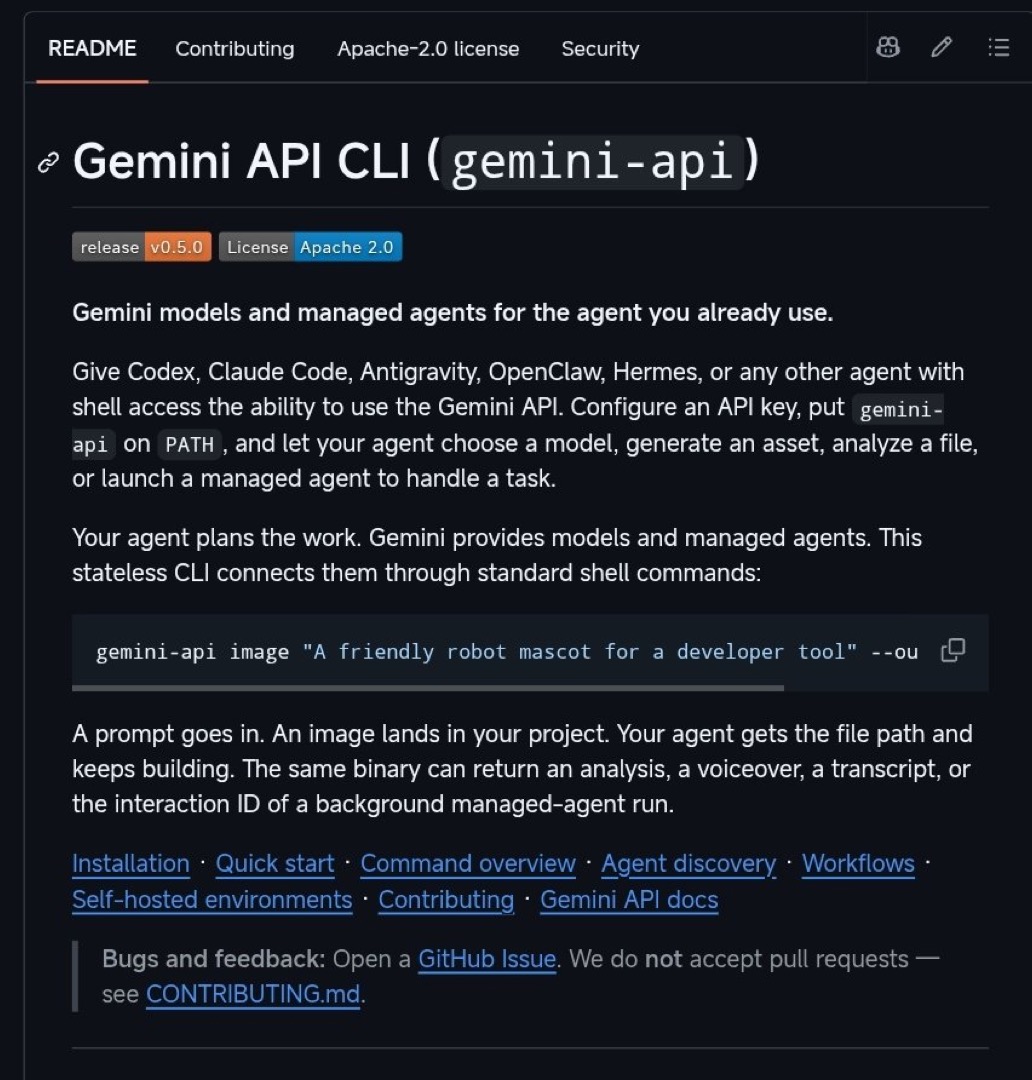 README Contributing Apache-2.0 license Security
Gemini API CLI (gemini-api)
release v0.5.0 License Apache 2.0
Gemini models and managed agents for the agent you already use.
Give Codex, Claude Code, Antigravity, OpenClaw, Hermes, or any other agent with
shell access the ability to use the Gemini API. Configure an API key, put gemini-
api on PATH, and let your agent choose a model, generate an asset, analyze a file,
or launch a managed agent to handle a task.
Your agent plans the work. Gemini provides models and managed agents. This
stateless CLI connects them through standard shell commands:
gemini-api image "A friendly robot mascot for a developer tool" --ou
A prompt goes in. An image lands in your project. Your agent gets the file path and
keeps building. The same binary can return an analysis, a voiceover, a transcript, or
the interaction ID of a background managed-agent run.
Installation · Quick start · Command overview · Agent discovery · Workflows ·
Self-hosted environments · Contributing · Gemini API docs
Bugs and feedback: Open a GitHub Issue. We do not accept pull requests —
see CONTRIBUTING.md.